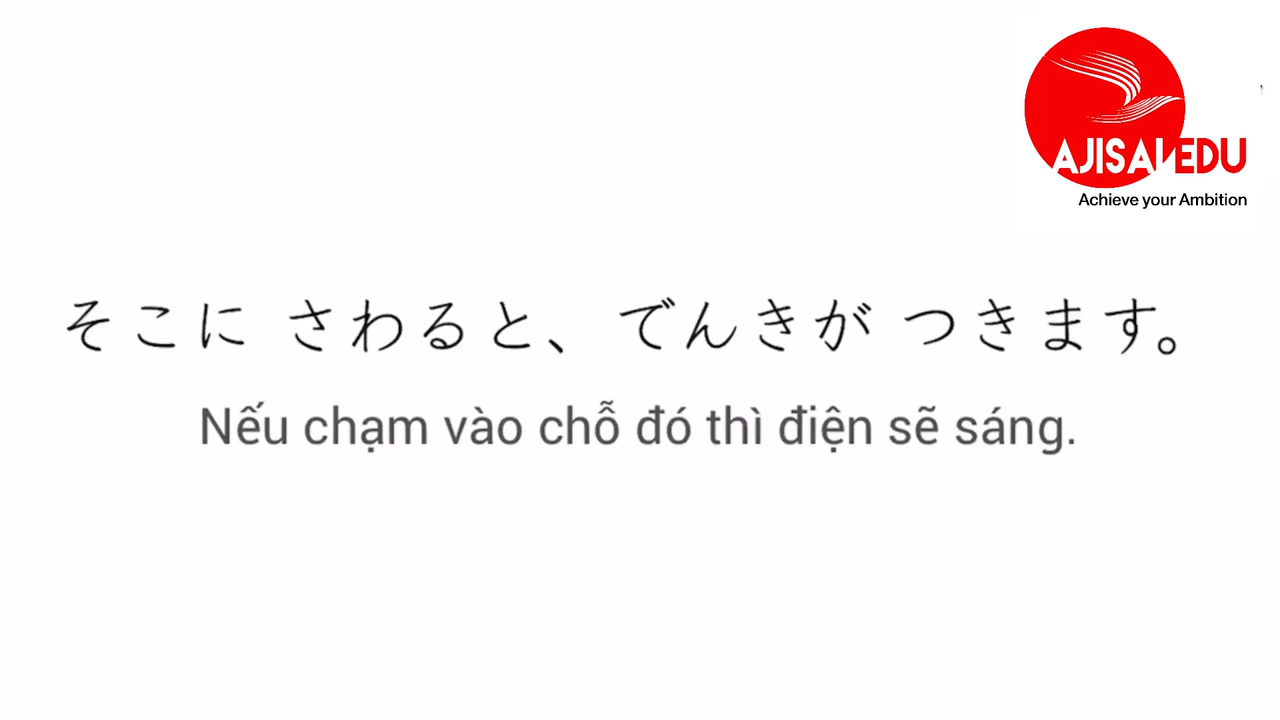 AJISAI EDU
Achieve your Ambition
そこに さわると、でんきが つきます。
Nếu chạm vào chỗ đó thì điện sẽ sáng.